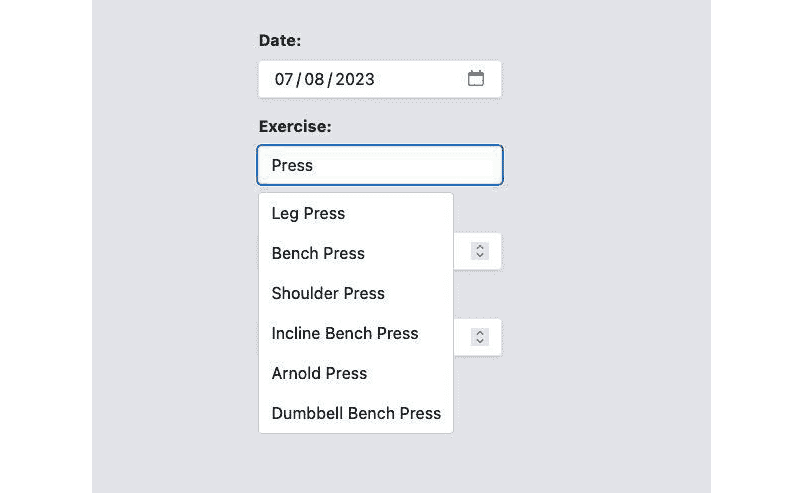 Date:
07/08/2023
Exercise:
Press
Leg Press
Bench Press
Shoulder Press
Incline Bench Press
Arnold Press
Dumbbell Bench Press